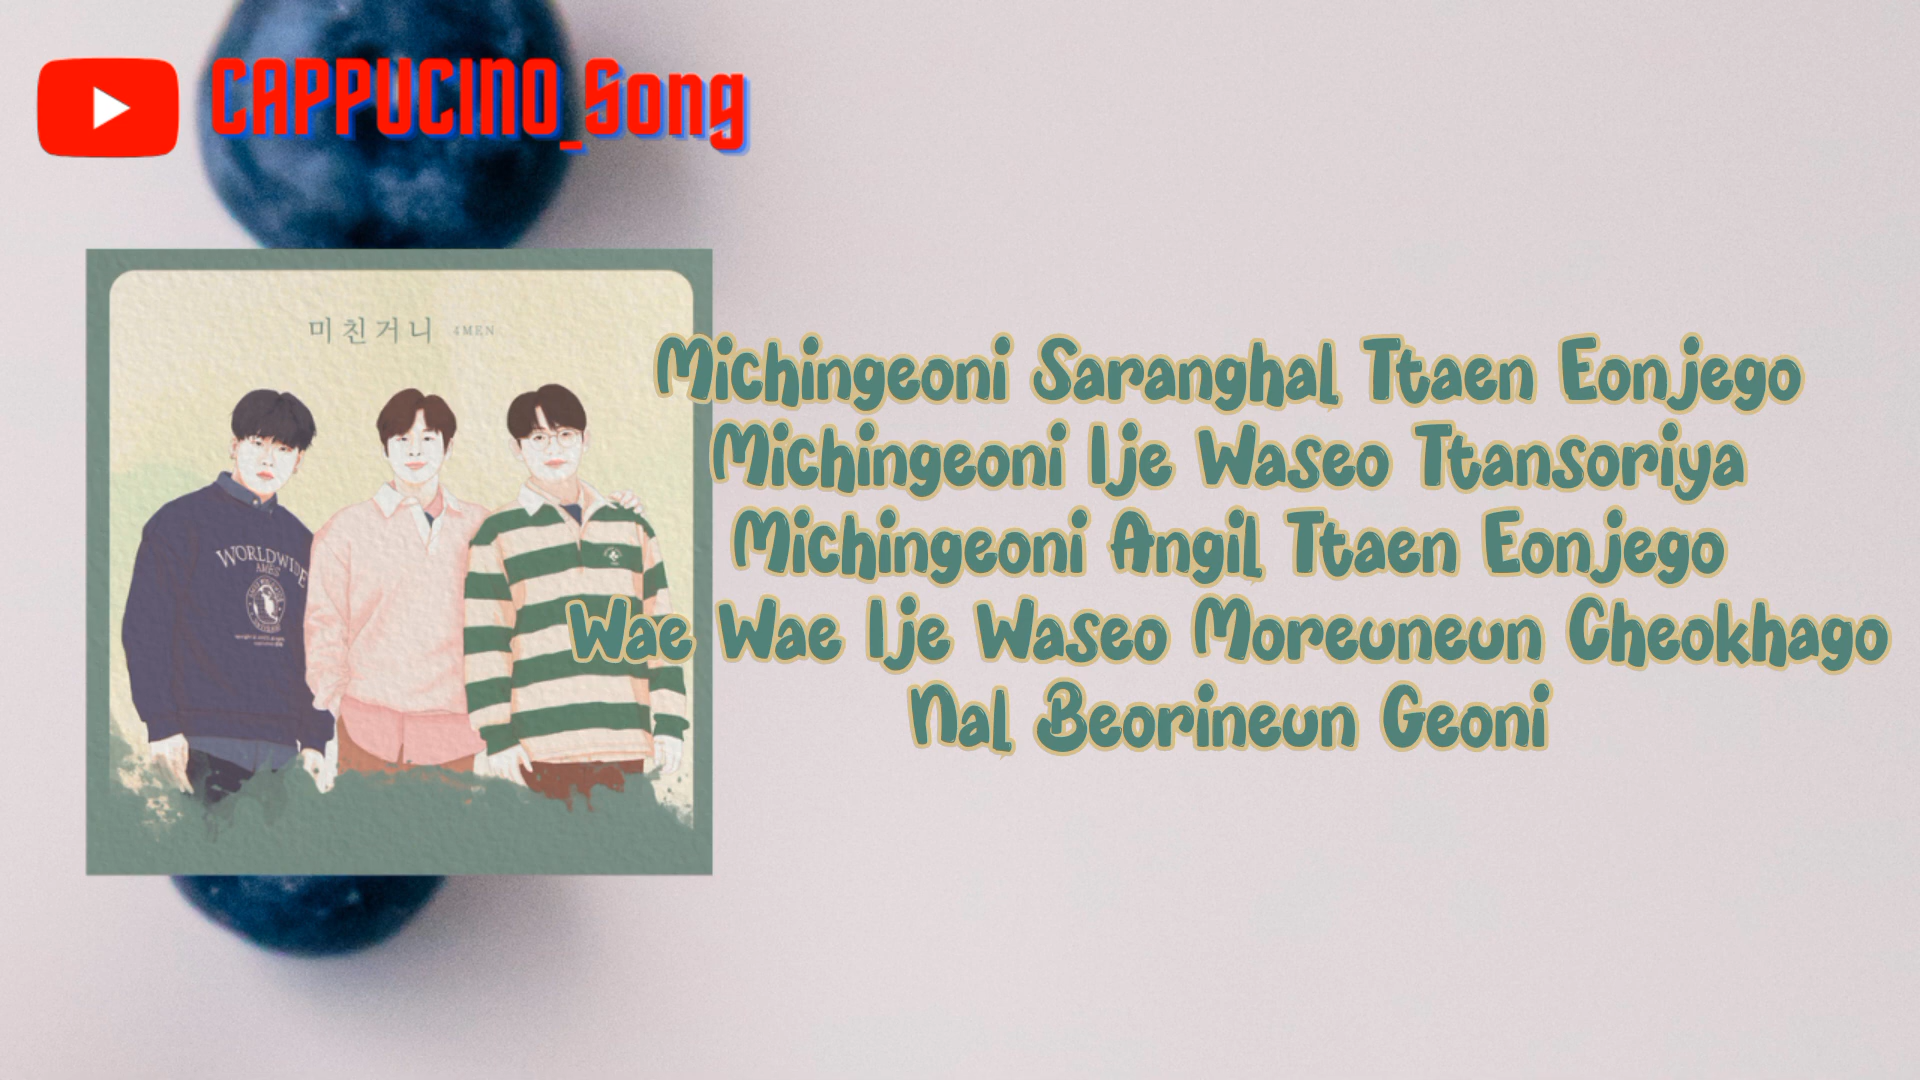 CAPPUCINO_Song
미친거니 4MEN
WORLDWIDE
Michingeoni Saranghal Ttaen Eonjego
Michingeoni Ije Waseo Ttansoriya
Michingeoni Angil Ttaen Eonjego
Wae Wae Ije Waseo Moreuneun Cheokhago
Nal Beorineun Geoni